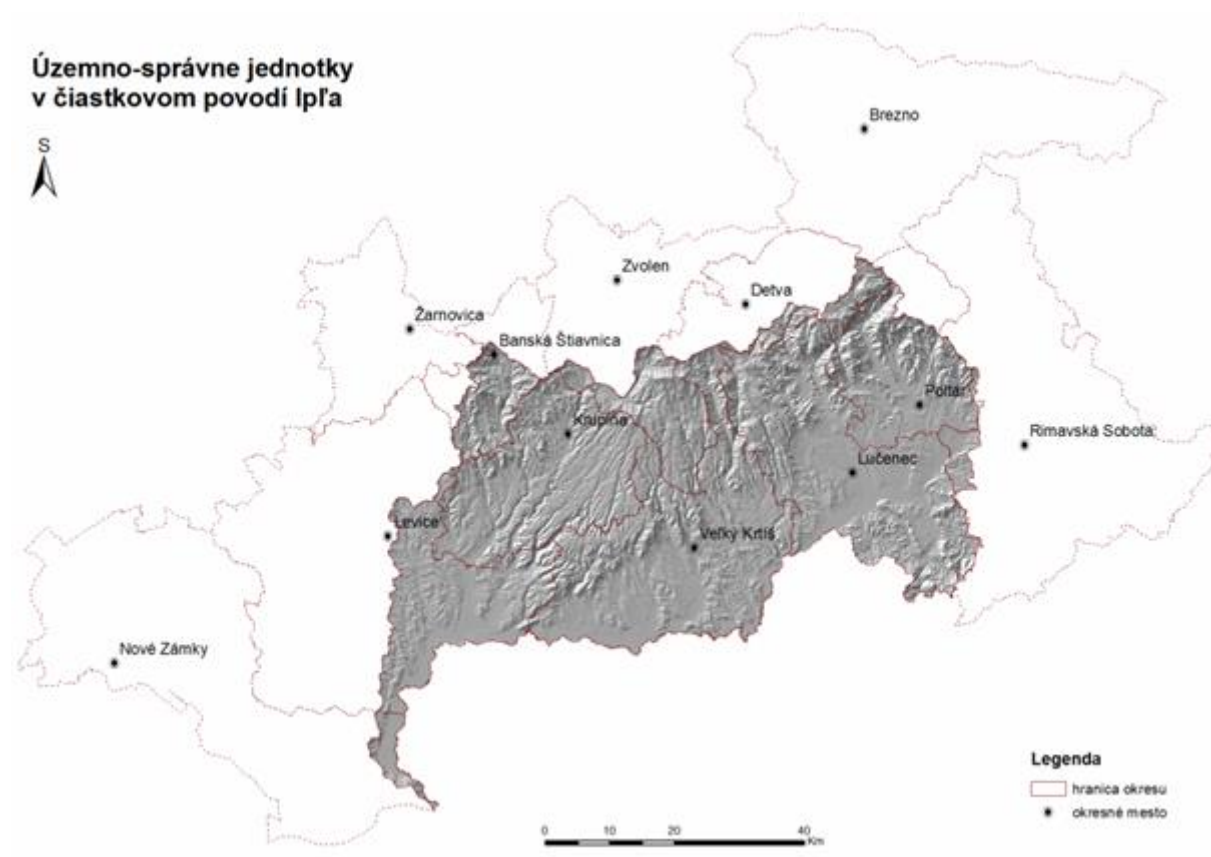 Územno-správne jednotky
v čiastkovom povodí Ipľa
S
Brezno
Zvolen
Detva
Žarnovica
Banská Štiavnica
Poltár
Krupina
Rimavská Sobota
Lučenec
Levice
Veľký Krtíš
Nové Zámky
Legenda
hranica okresu
okresné mesto
0 10 20 40
Km